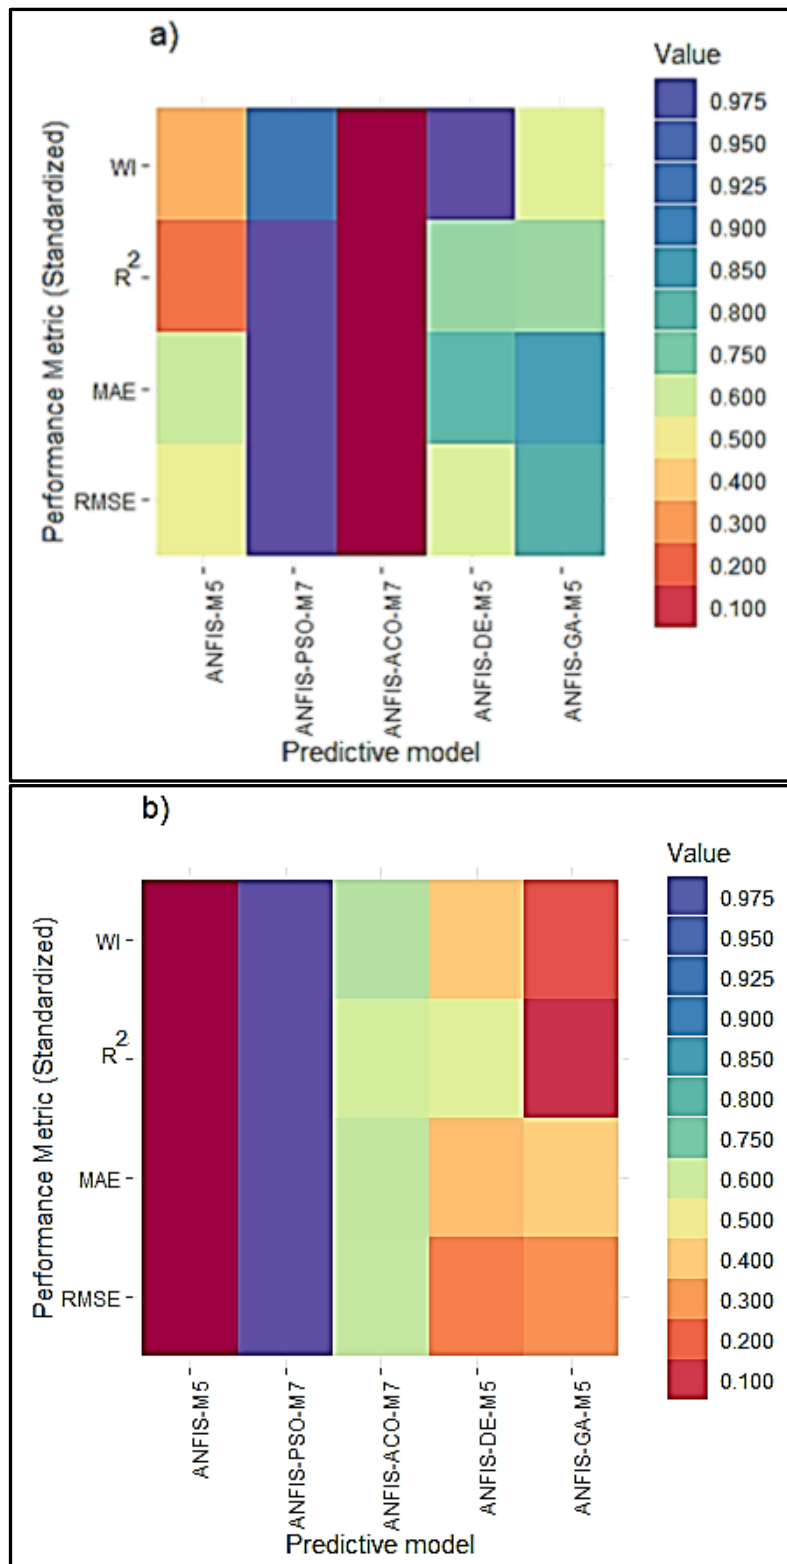 a)
Value
0.975
0.950
0.925
0.900
0.850
0.800
0.750
0.600
0.500
0.400
0.300
0.200
0.100
Performance Metric (Standardized)
WI
R²
MAE
RMSE
ANFIS-M5
ANFIS-PSO-M7
ANFIS-ACO-M7
ANFIS-DE-M5
ANFIS-GA-M5
Predictive model
b)
Value
0.975
0.950
0.925
0.900
0.850
0.800
0.750
0.600
0.500
0.400
0.300
0.200
0.100
Performance Metric (Standardized)
WI
R²
MAE
RMSE
ANFIS-M5
ANFIS-PSO-M7
ANFIS-ACO-M7
ANFIS-DE-M5
ANFIS-GA-M5
Predictive model